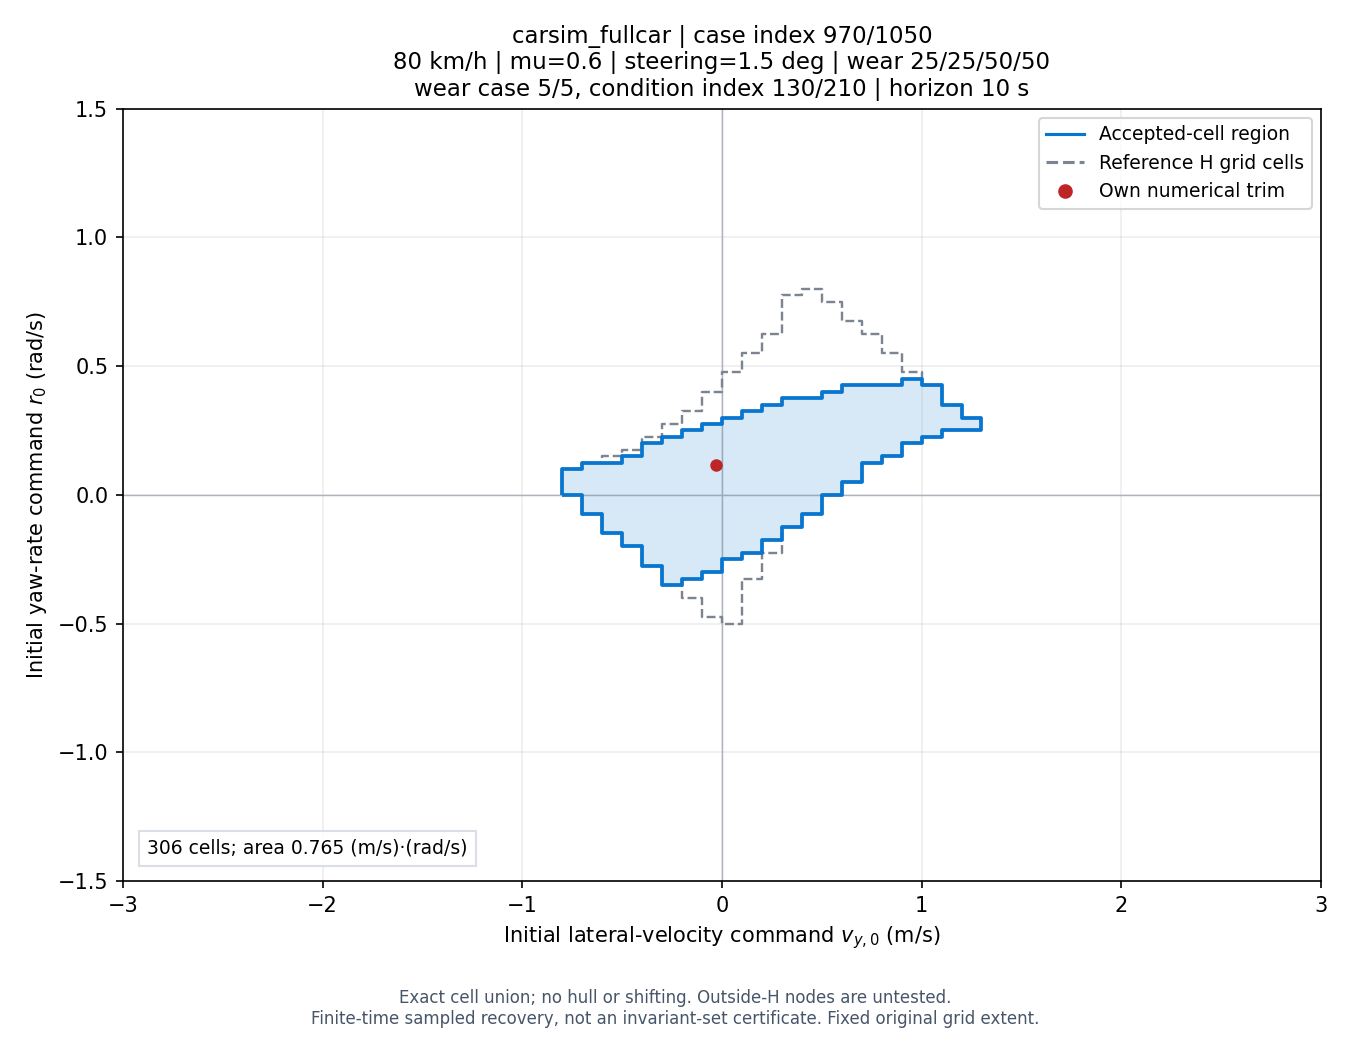 carsim_fullcar | case index 970/1050
80 km/h | mu=0.6 | steering=1.5 deg | wear 25/25/50/50
wear case 5/5, condition index 130/210 | horizon 10 s
Accepted-cell region
Reference H grid cells
Own numerical trim
1.5
1.0
0.5
0.0
−0.5
−1.0
−1.5
Initial yaw-rate command r₀ (rad/s)
306 cells; area 0.765 (m/s)·(rad/s)
−3
−2
−1
0
1
2
3
Initial lateral-velocity command v_{y,0} (m/s)
Exact cell union; no hull or shifting. Outside-H nodes are untested.
Finite-time sampled recovery, not an invariant-set certificate. Fixed original grid extent.